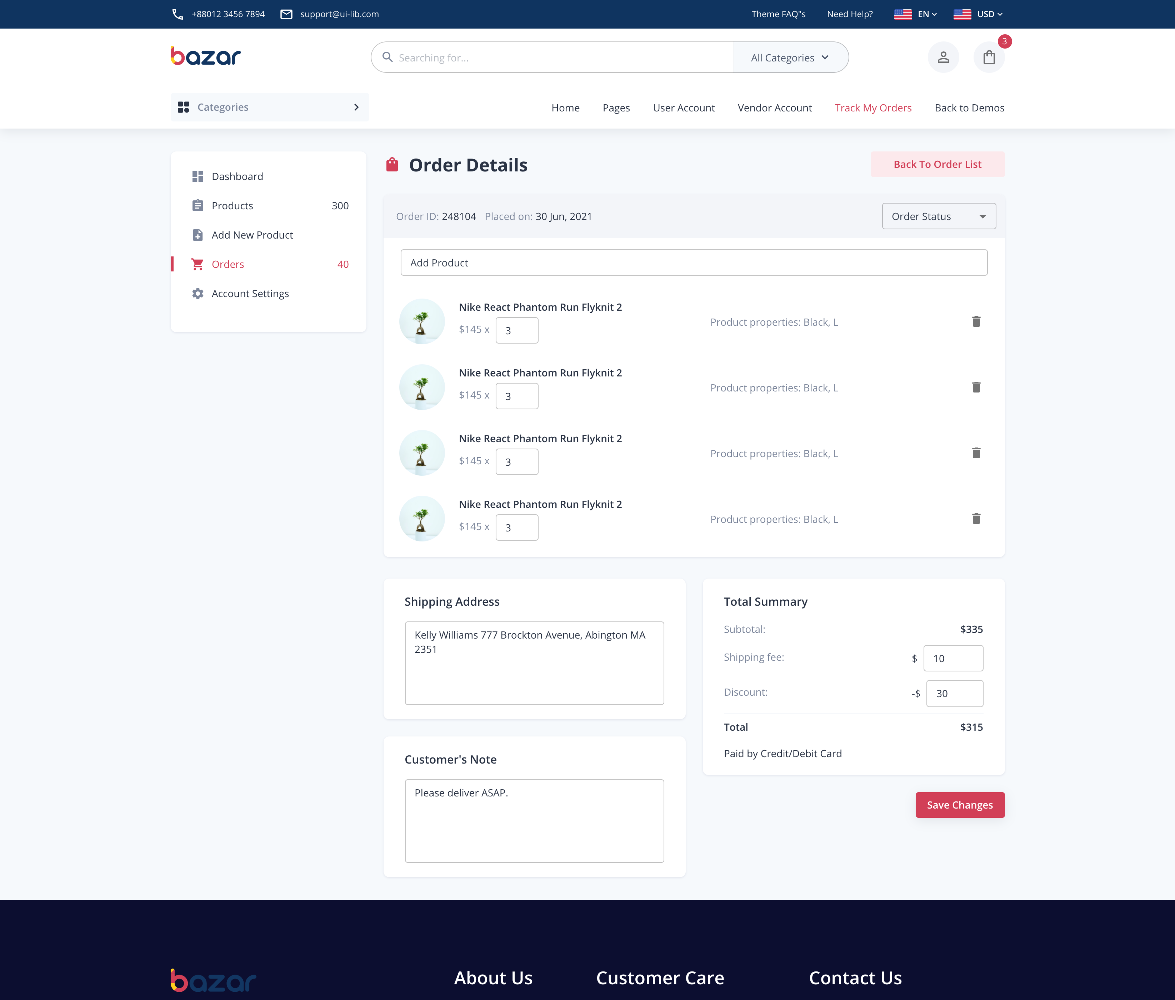 +88012 3456 7894 support@ui-lib.com Theme FAQ"s Need Help? EN USD
bazar Searching for... All Categories 3
Categories Home Pages User Account Vendor Account Track My Orders Back to Demos
Dashboard
Products 300
Add New Product
Orders 40
Account Settings
Order Details Back To Order List
Order ID: 248104 Placed on: 30 Jun, 2021 Order Status
Add Product
Nike React Phantom Run Flyknit 2
$145 x 3 Product properties: Black, L
Nike React Phantom Run Flyknit 2
$145 x 3 Product properties: Black, L
Nike React Phantom Run Flyknit 2
$145 x 3 Product properties: Black, L
Nike React Phantom Run Flyknit 2
$145 x 3 Product properties: Black, L
Shipping Address
Kelly Williams 777 Brockton Avenue, Abington MA
2351
Customer's Note
Please deliver ASAP.
Total Summary
Subtotal: $335
Shipping fee: $ 10
Discount: -$ 30
Total $315
Paid by Credit/Debit Card
Save Changes
bazar About Us Customer Care Contact Us